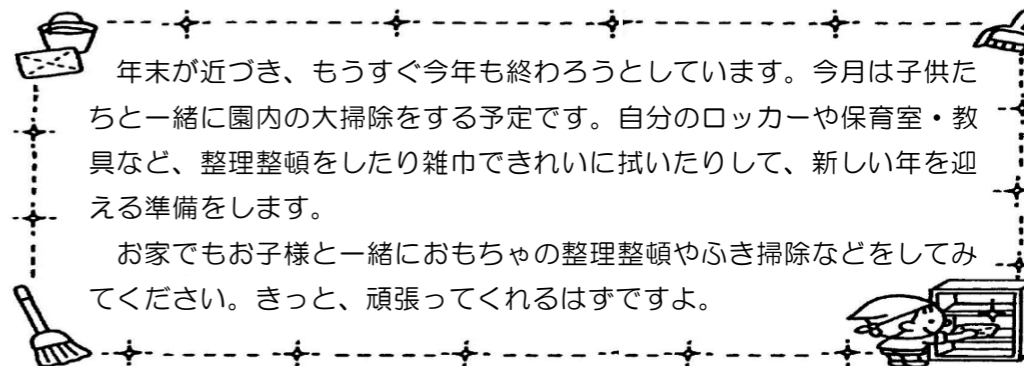 年末が近づき、もうすぐ今年も終わろうとしています。今月は子供た
ちと一緒に園内の大掃除をする予定です。自分のロッカーや保育室・教
具など、整理整頓をしたり雑巾できれいに拭いたりして、新しい年を迎
える準備をします。
お家でもお子様と一緒におもちゃの整理整頓やふき掃除などをしてみ
てください。きっと、頑張ってくれるはずですよ。